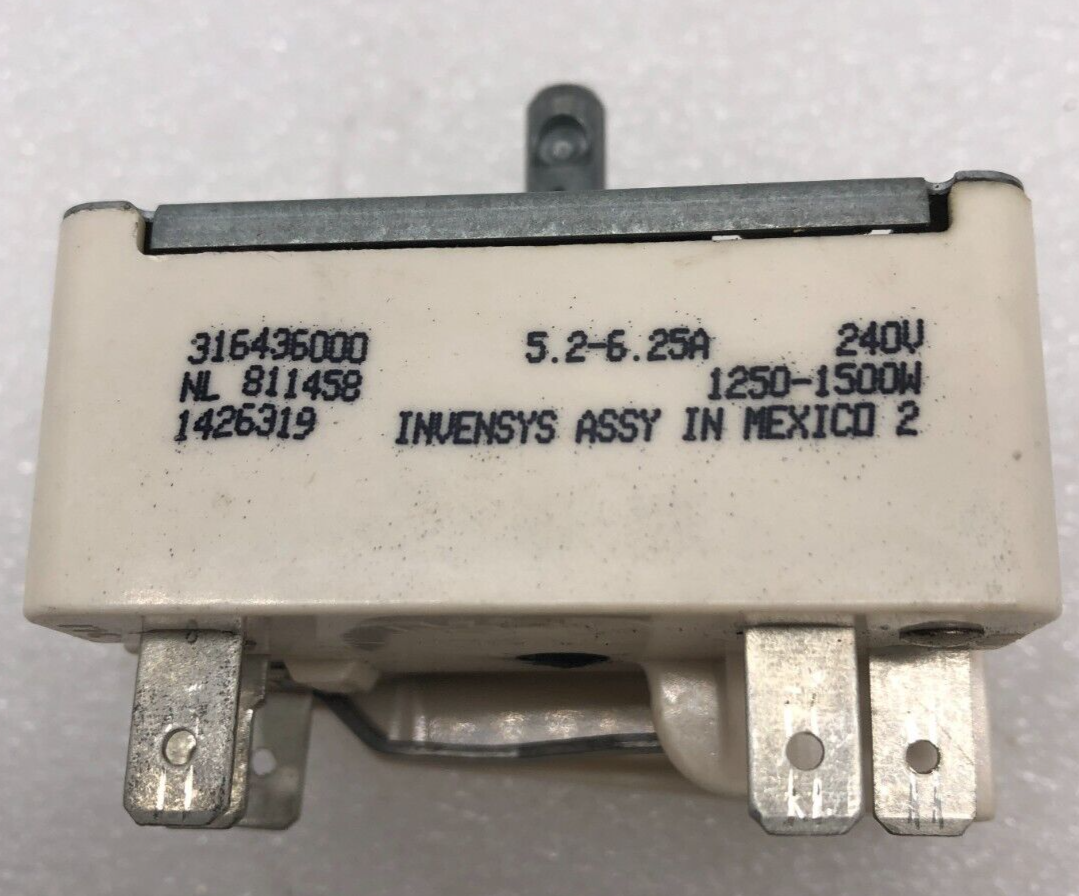 316436000 5.2-6.25A 240V
NL 811458 1250-1500W
1426319 INVENSYS ASSY IN MEXICO 2